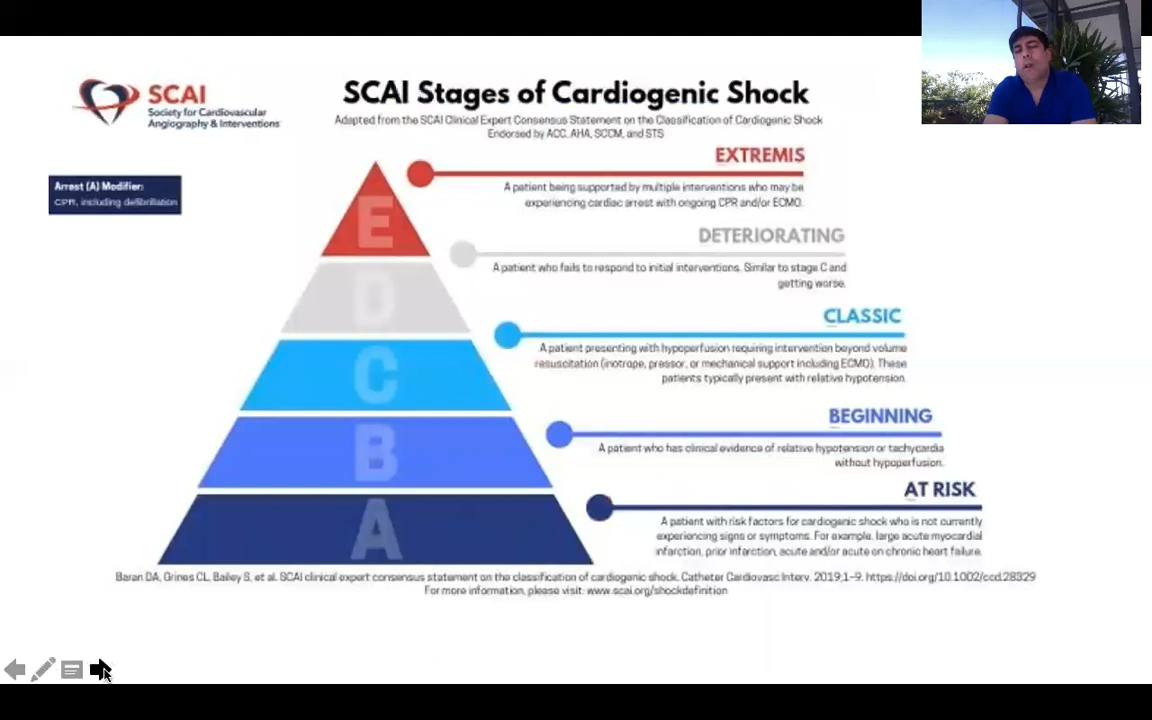 SCAI
Society for Cardiovascular
Angiography & Interventions
SCAI Stages of Cardiogenic Shock
Adapted from the SCAI Clinical Expert Consensus Statement on the Classification of Cardiogenic Shock
Endorsed by ACC, AHA, SCCM, and STS
Arrest (A) Modifier:
CPR, including defibrillation
E
EXTREMIS
A patient being supported by multiple interventions who may be
experiencing cardiac arrest with ongoing CPR and/or ECMO.
D
DETERIORATING
A patient who fails to respond to initial interventions. Similar to stage C and
getting worse.
C
CLASSIC
A patient presenting with hypoperfusion requiring intervention beyond volume
resuscitation (inotrope, pressor, or mechanical support including ECMO). These
patients typically present with relative hypotension.
B
BEGINNING
A patient who has clinical evidence of relative hypotension or tachycardia
without hypoperfusion.
A
AT RISK
A patient with risk factors for cardiogenic shock who is not currently
experiencing signs or symptoms. For example, large acute myocardial
infarction, prior infarction, acute and/or acute on chronic heart failure.
Baran DA, Grines CL, Bailey S, et al. SCAI clinical expert consensus statement on the classification of cardiogenic shock. Catheter Cardiovasc Interv. 2019;1-9. https://doi.org/10.1002/ccd.28329
For more information, please visit: www.scai.org/shockdefinition